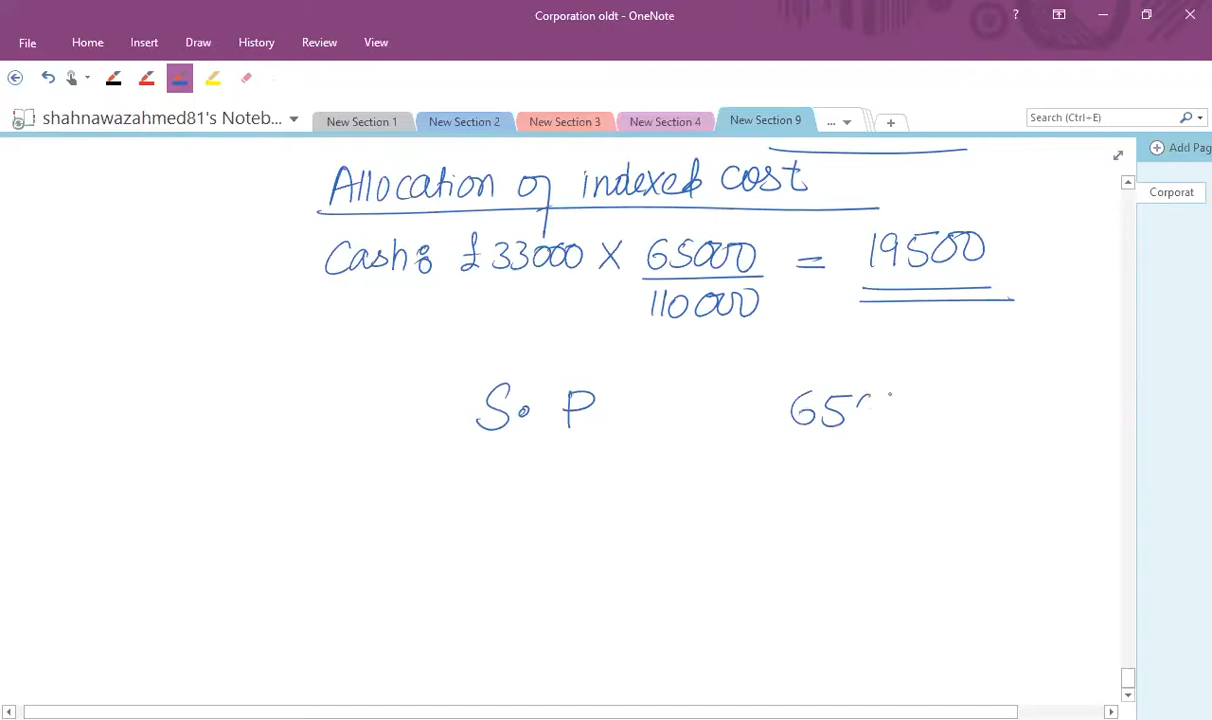 Corporation oldt - OneNote
?
File Home Insert Draw History Review View
shahnawazahmed81's Noteb...
New Section 1 New Section 2 New Section 3 New Section 4 New Section 9 ...
Search (Ctrl+E)
Add Pag
Corporat
Allocation of indexed cost
Cash: £33000 × 65000 = 19500
110000
S. P 65